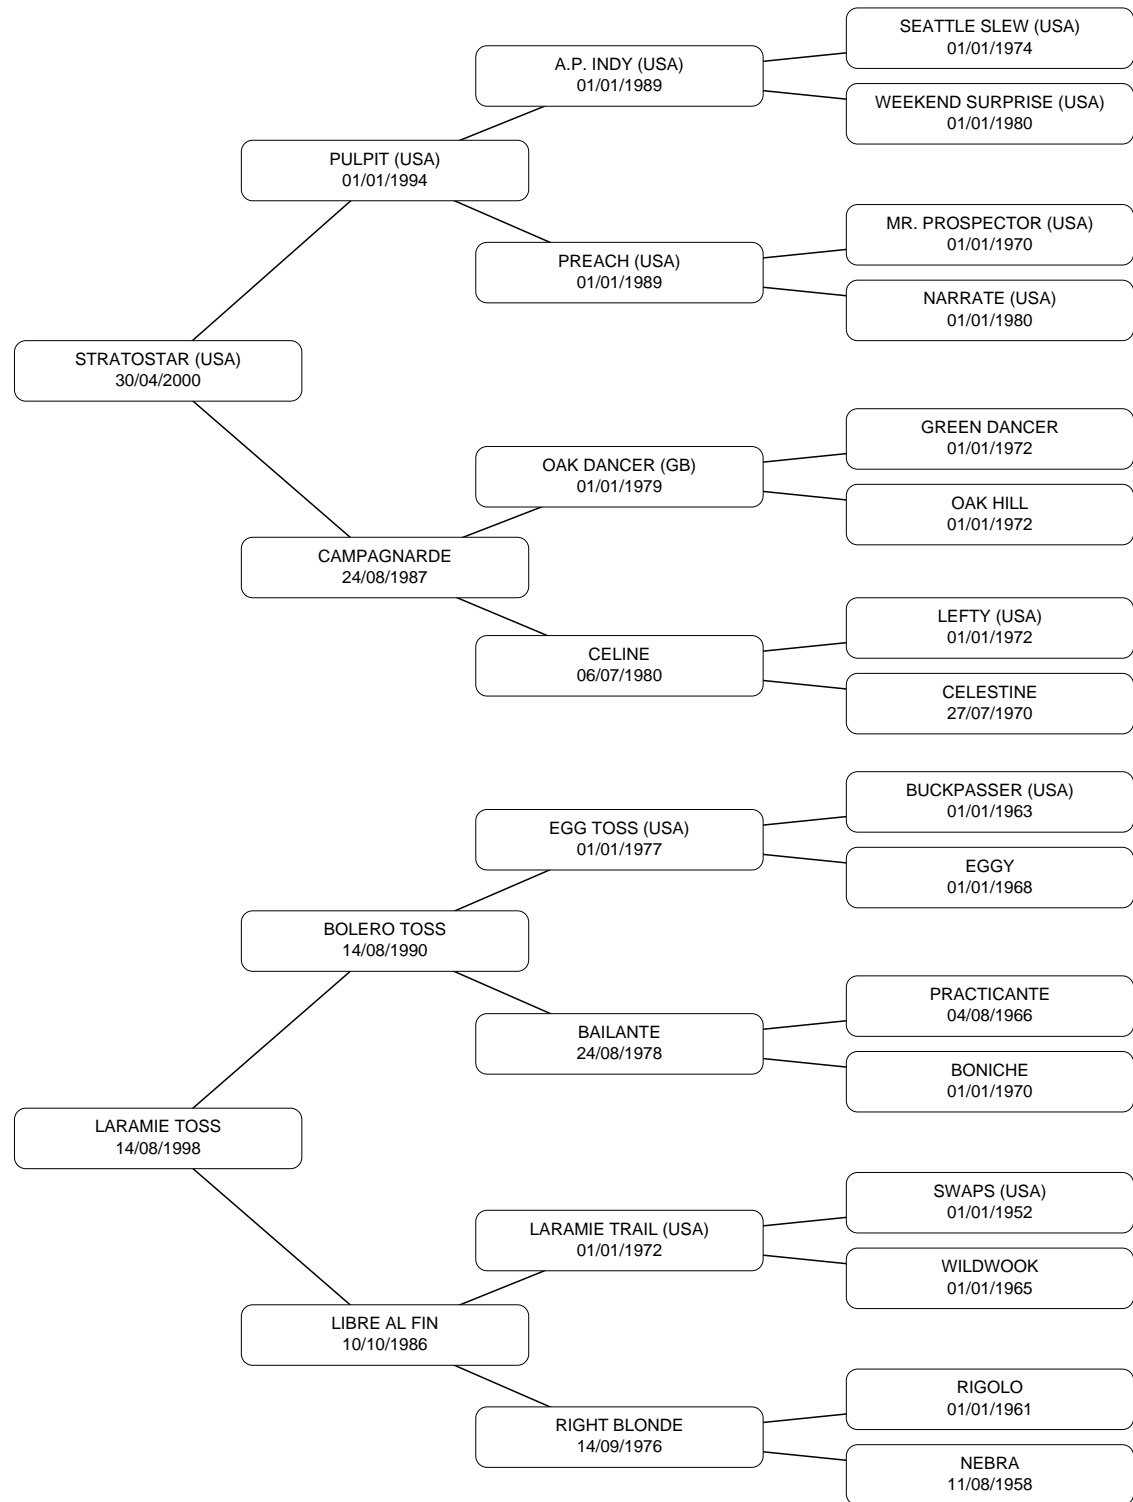 SEATTLE SLEW (USA)
01/01/1974
A.P. INDY (USA)
01/01/1989
WEEKEND SURPRISE (USA)
01/01/1980
PULPIT (USA)
01/01/1994
MR. PROSPECTOR (USA)
01/01/1970
PREACH (USA)
01/01/1989
NARRATE (USA)
01/01/1980
STRATOSTAR (USA)
30/04/2000
GREEN DANCER
01/01/1972
OAK DANCER (GB)
01/01/1979
OAK HILL
01/01/1972
CAMPAGNARDE
24/08/1987
LEFTY (USA)
01/01/1972
CELINE
06/07/1980
CELESTINE
27/07/1970
BUCKPASSER (USA)
01/01/1963
EGG TOSS (USA)
01/01/1977
EGGY
01/01/1968
BOLERO TOSS
14/08/1990
PRACTICANTE
04/08/1966
BAILANTE
24/08/1978
BONICHE
01/01/1970
LARAMIE TOSS
14/08/1998
SWAPS (USA)
01/01/1952
LARAMIE TRAIL (USA)
01/01/1972
WILDWOOK
01/01/1965
LIBRE AL FIN
10/10/1986
RIGOLO
01/01/1961
RIGHT BLONDE
14/09/1976
NEBRA
11/08/1958